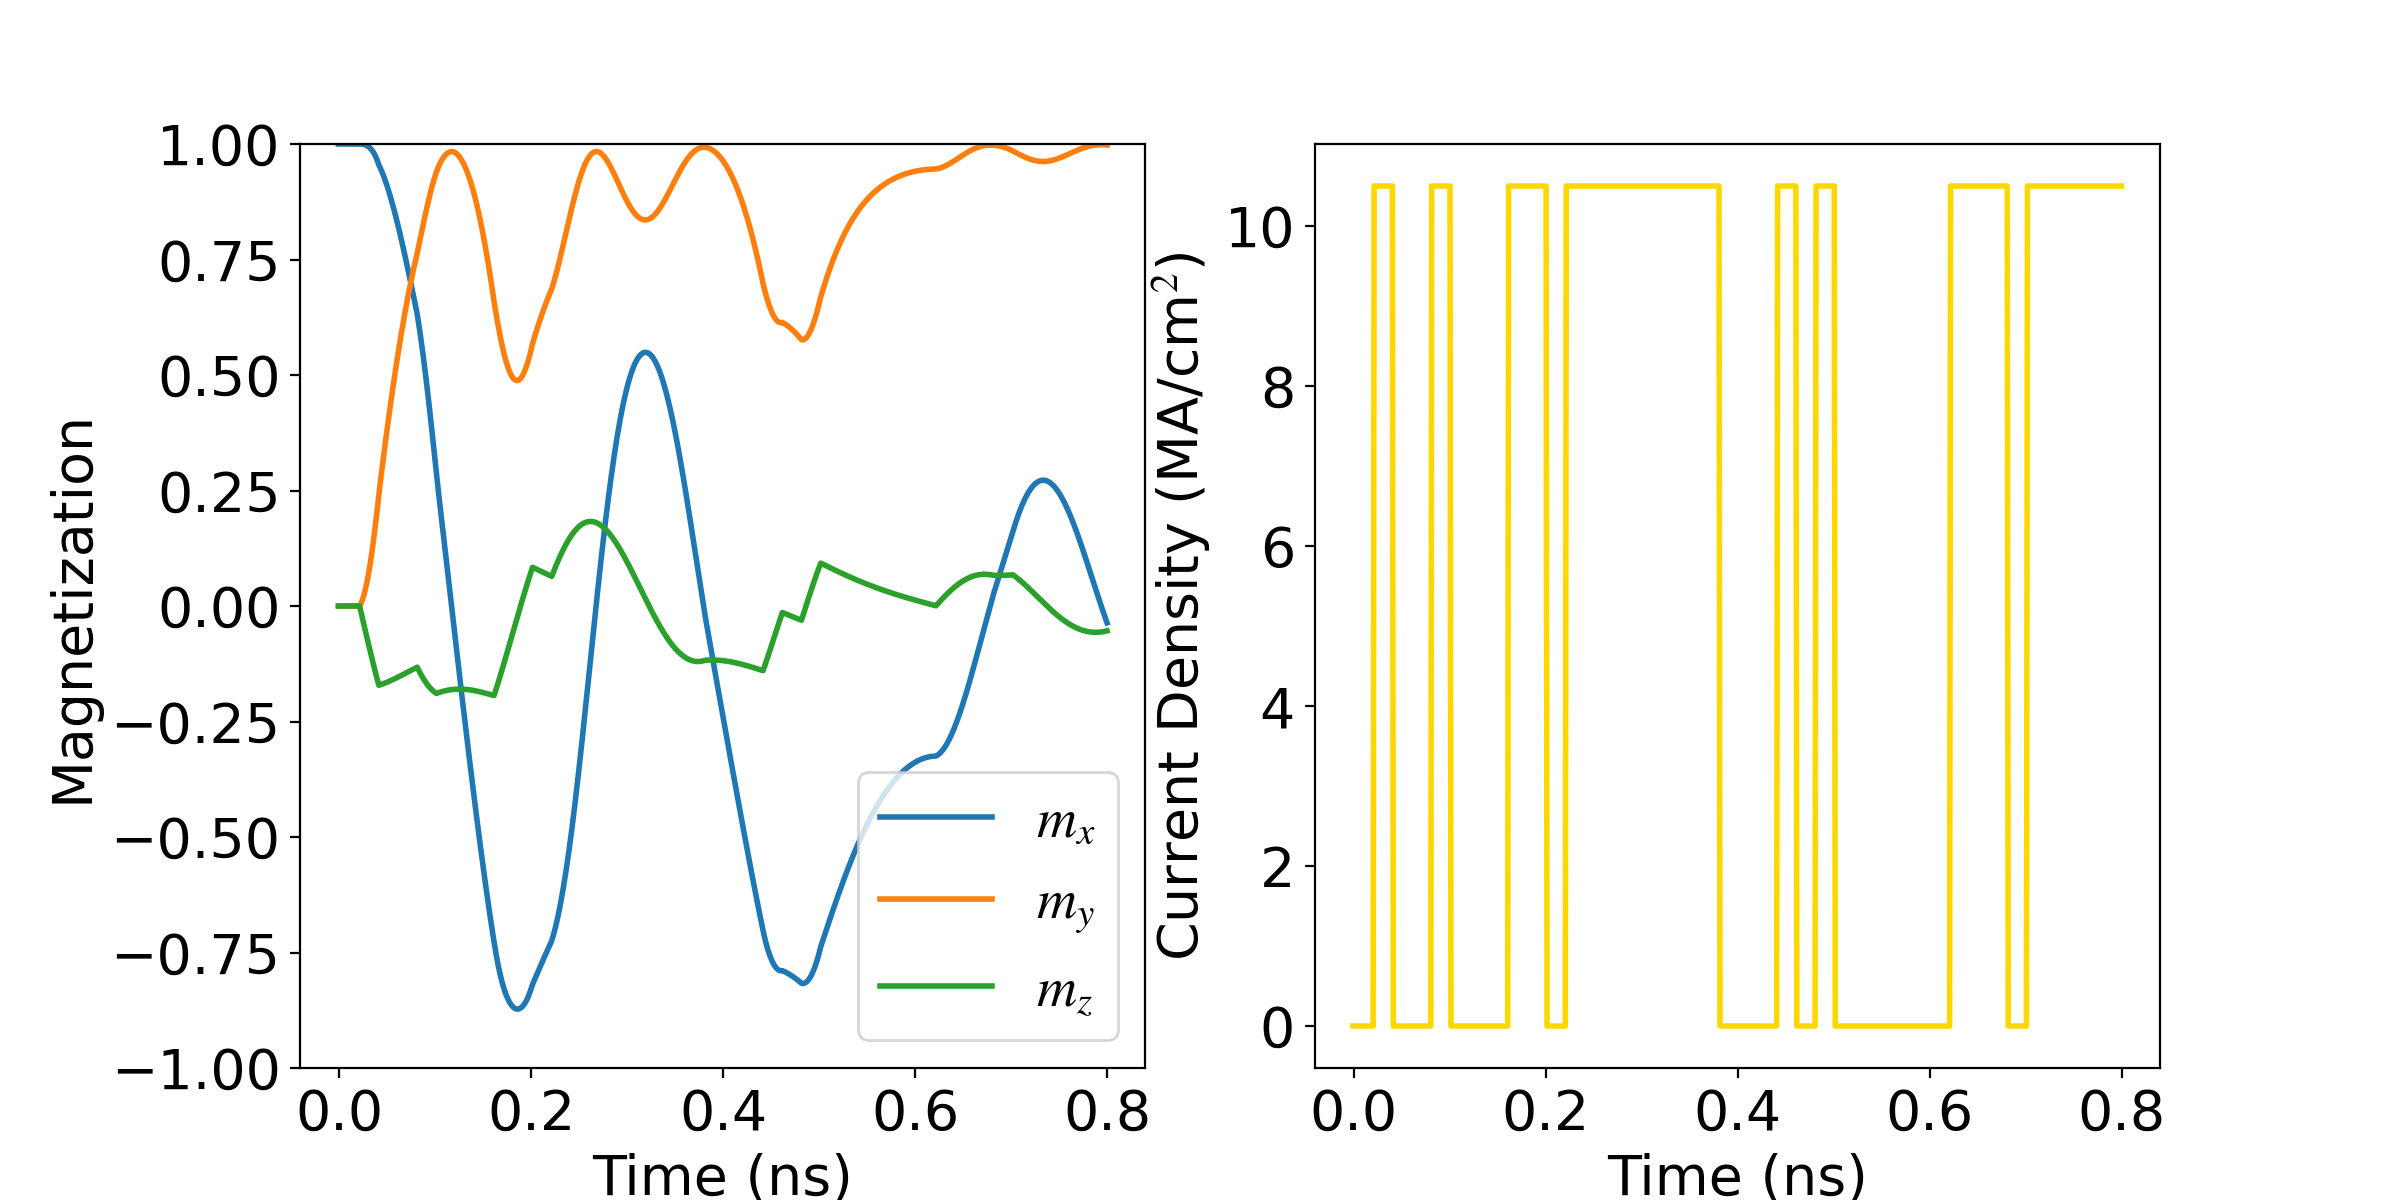 1.00
0.75
0.50
0.25
0.00
−0.25
−0.50
−0.75
−1.00
Magnetization
0.0 0.2 0.4 0.6 0.8
Time (ns)
m_x
m_y
m_z
10
8
6
4
2
0
Current Density (MA/cm²)
0.0 0.2 0.4 0.6 0.8
Time (ns)